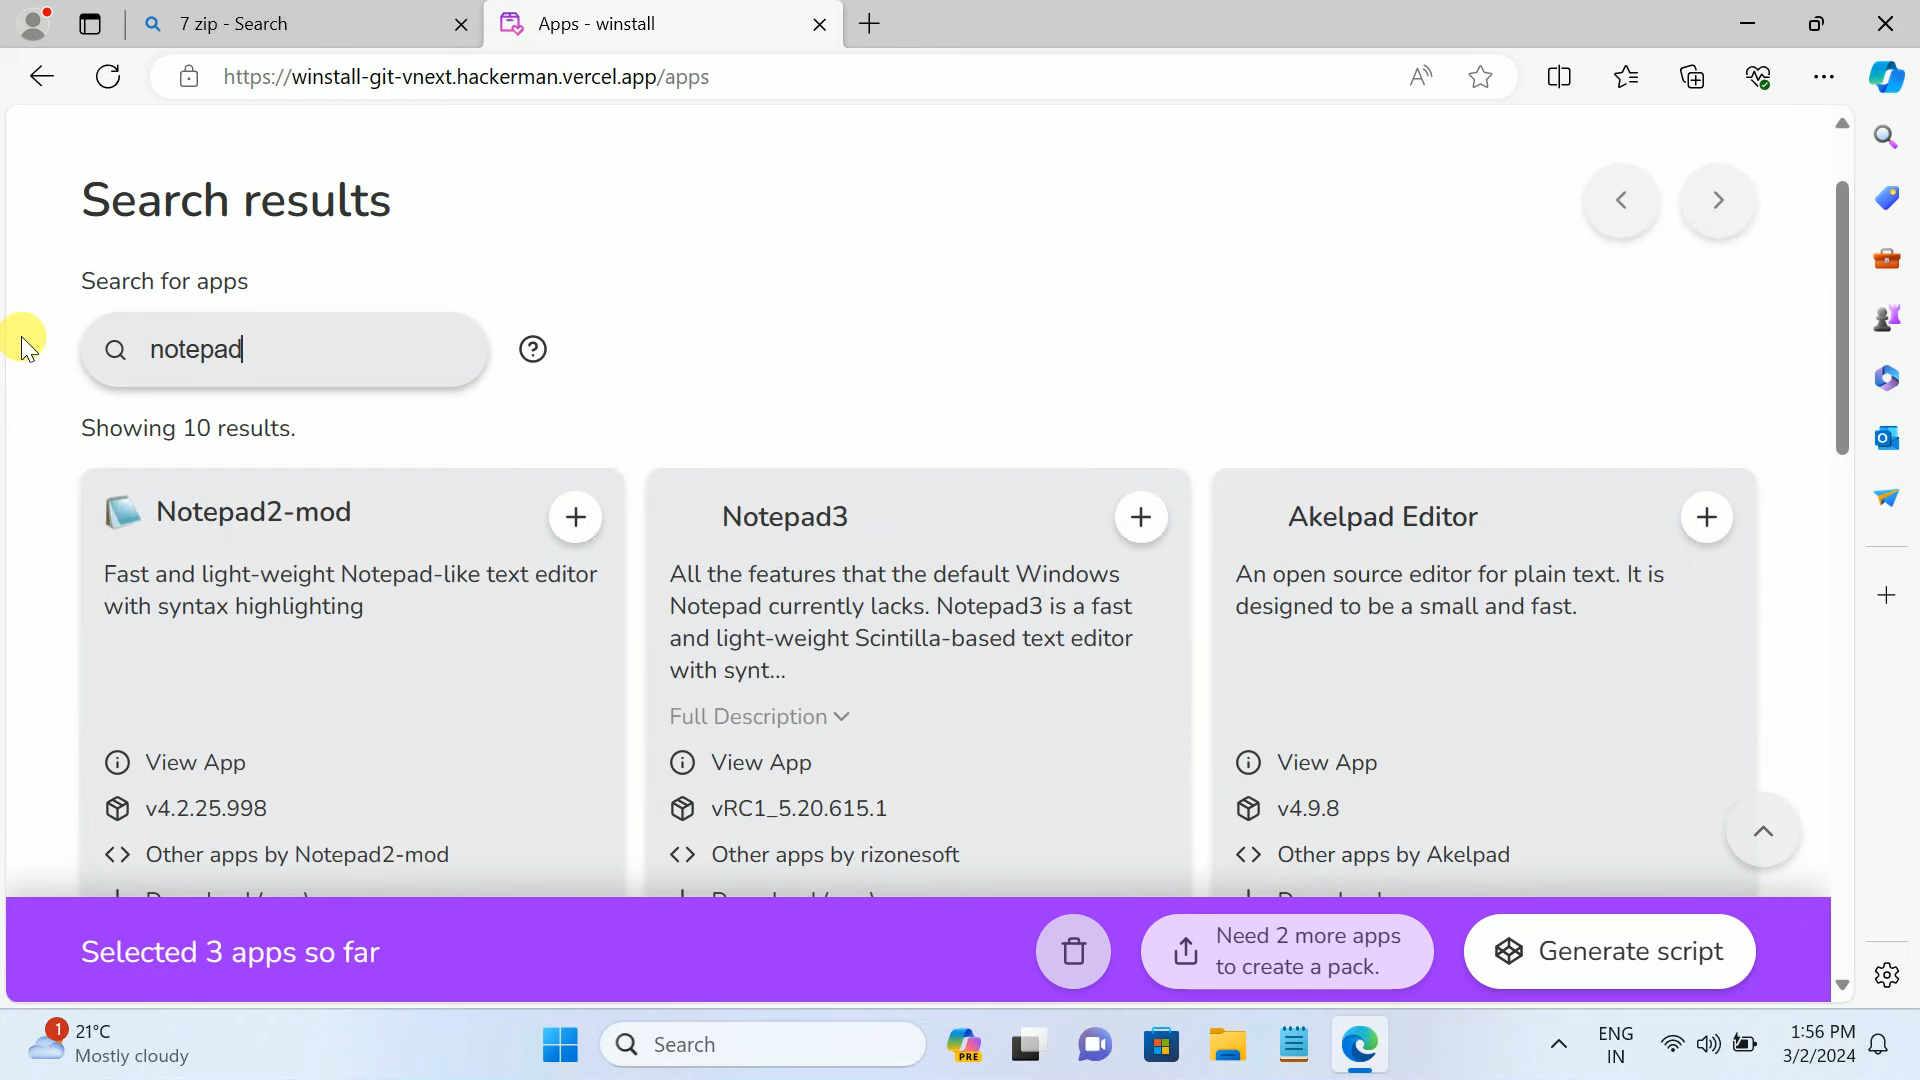 7 zip - Search
Apps - winstall
https://winstall-git-vnext.hackerman.vercel.app/apps
Search results
Search for apps
notepad
Showing 10 results.
Notepad2-mod
Fast and light-weight Notepad-like text editor
with syntax highlighting
View App
v4.2.25.998
Other apps by Notepad2-mod
Notepad3
All the features that the default Windows
Notepad currently lacks. Notepad3 is a fast
and light-weight Scintilla-based text editor
with synt...
Full Description
View App
vRC1_5.20.615.1
Other apps by rizonesoft
Akelpad Editor
An open source editor for plain text. It is
designed to be a small and fast.
View App
v4.9.8
Other apps by Akelpad
Selected 3 apps so far
Need 2 more apps
to create a pack.
Generate script
1
21°C
Mostly cloudy
Search
PRE
ENG
IN
1:56 PM
3/2/2024